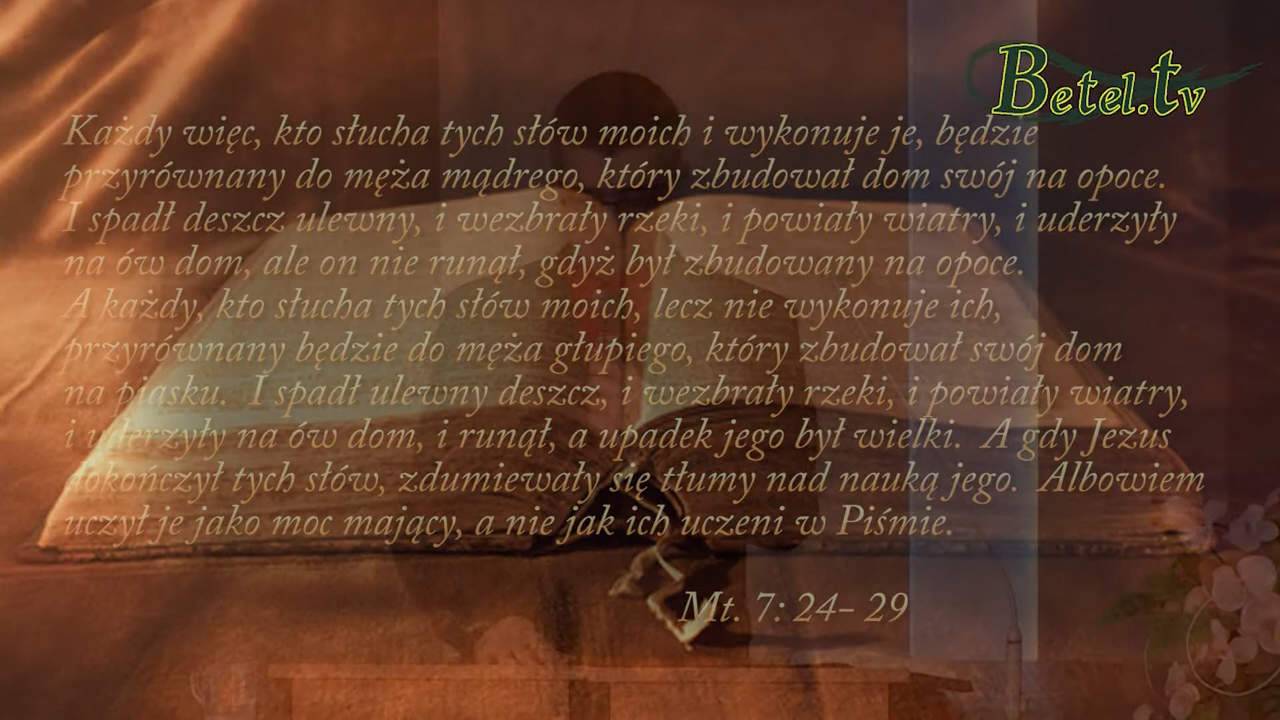 Betel.tv
Każdy więc, kto słucha tych słów moich i wykonuje je, będzie
przyrównany do męża mądrego, który zbudował dom swój na opoce.
I spadł deszcz ulewny, i wezbrały rzeki, i powiały wiatry, i uderzyły
na ów dom, ale on nie runął, gdyż był zbudowany na opoce.
A każdy, kto słucha tych słów moich, lecz nie wykonuje ich,
przyrównany będzie do męża głupiego, który zbudował swój dom
na piasku. I spadł ulewny deszcz, i wezbrały rzeki, i powiały wiatry,
i uderzyły na ów dom, i runął, a upadek jego był wielki. A gdy Jezus
dokończył tych słów, zdumiewały się tłumy nad nauką jego. Albowiem
uczył je jako moc mający, a nie jak ich uczeni w Piśmie.
Mt. 7: 24- 29